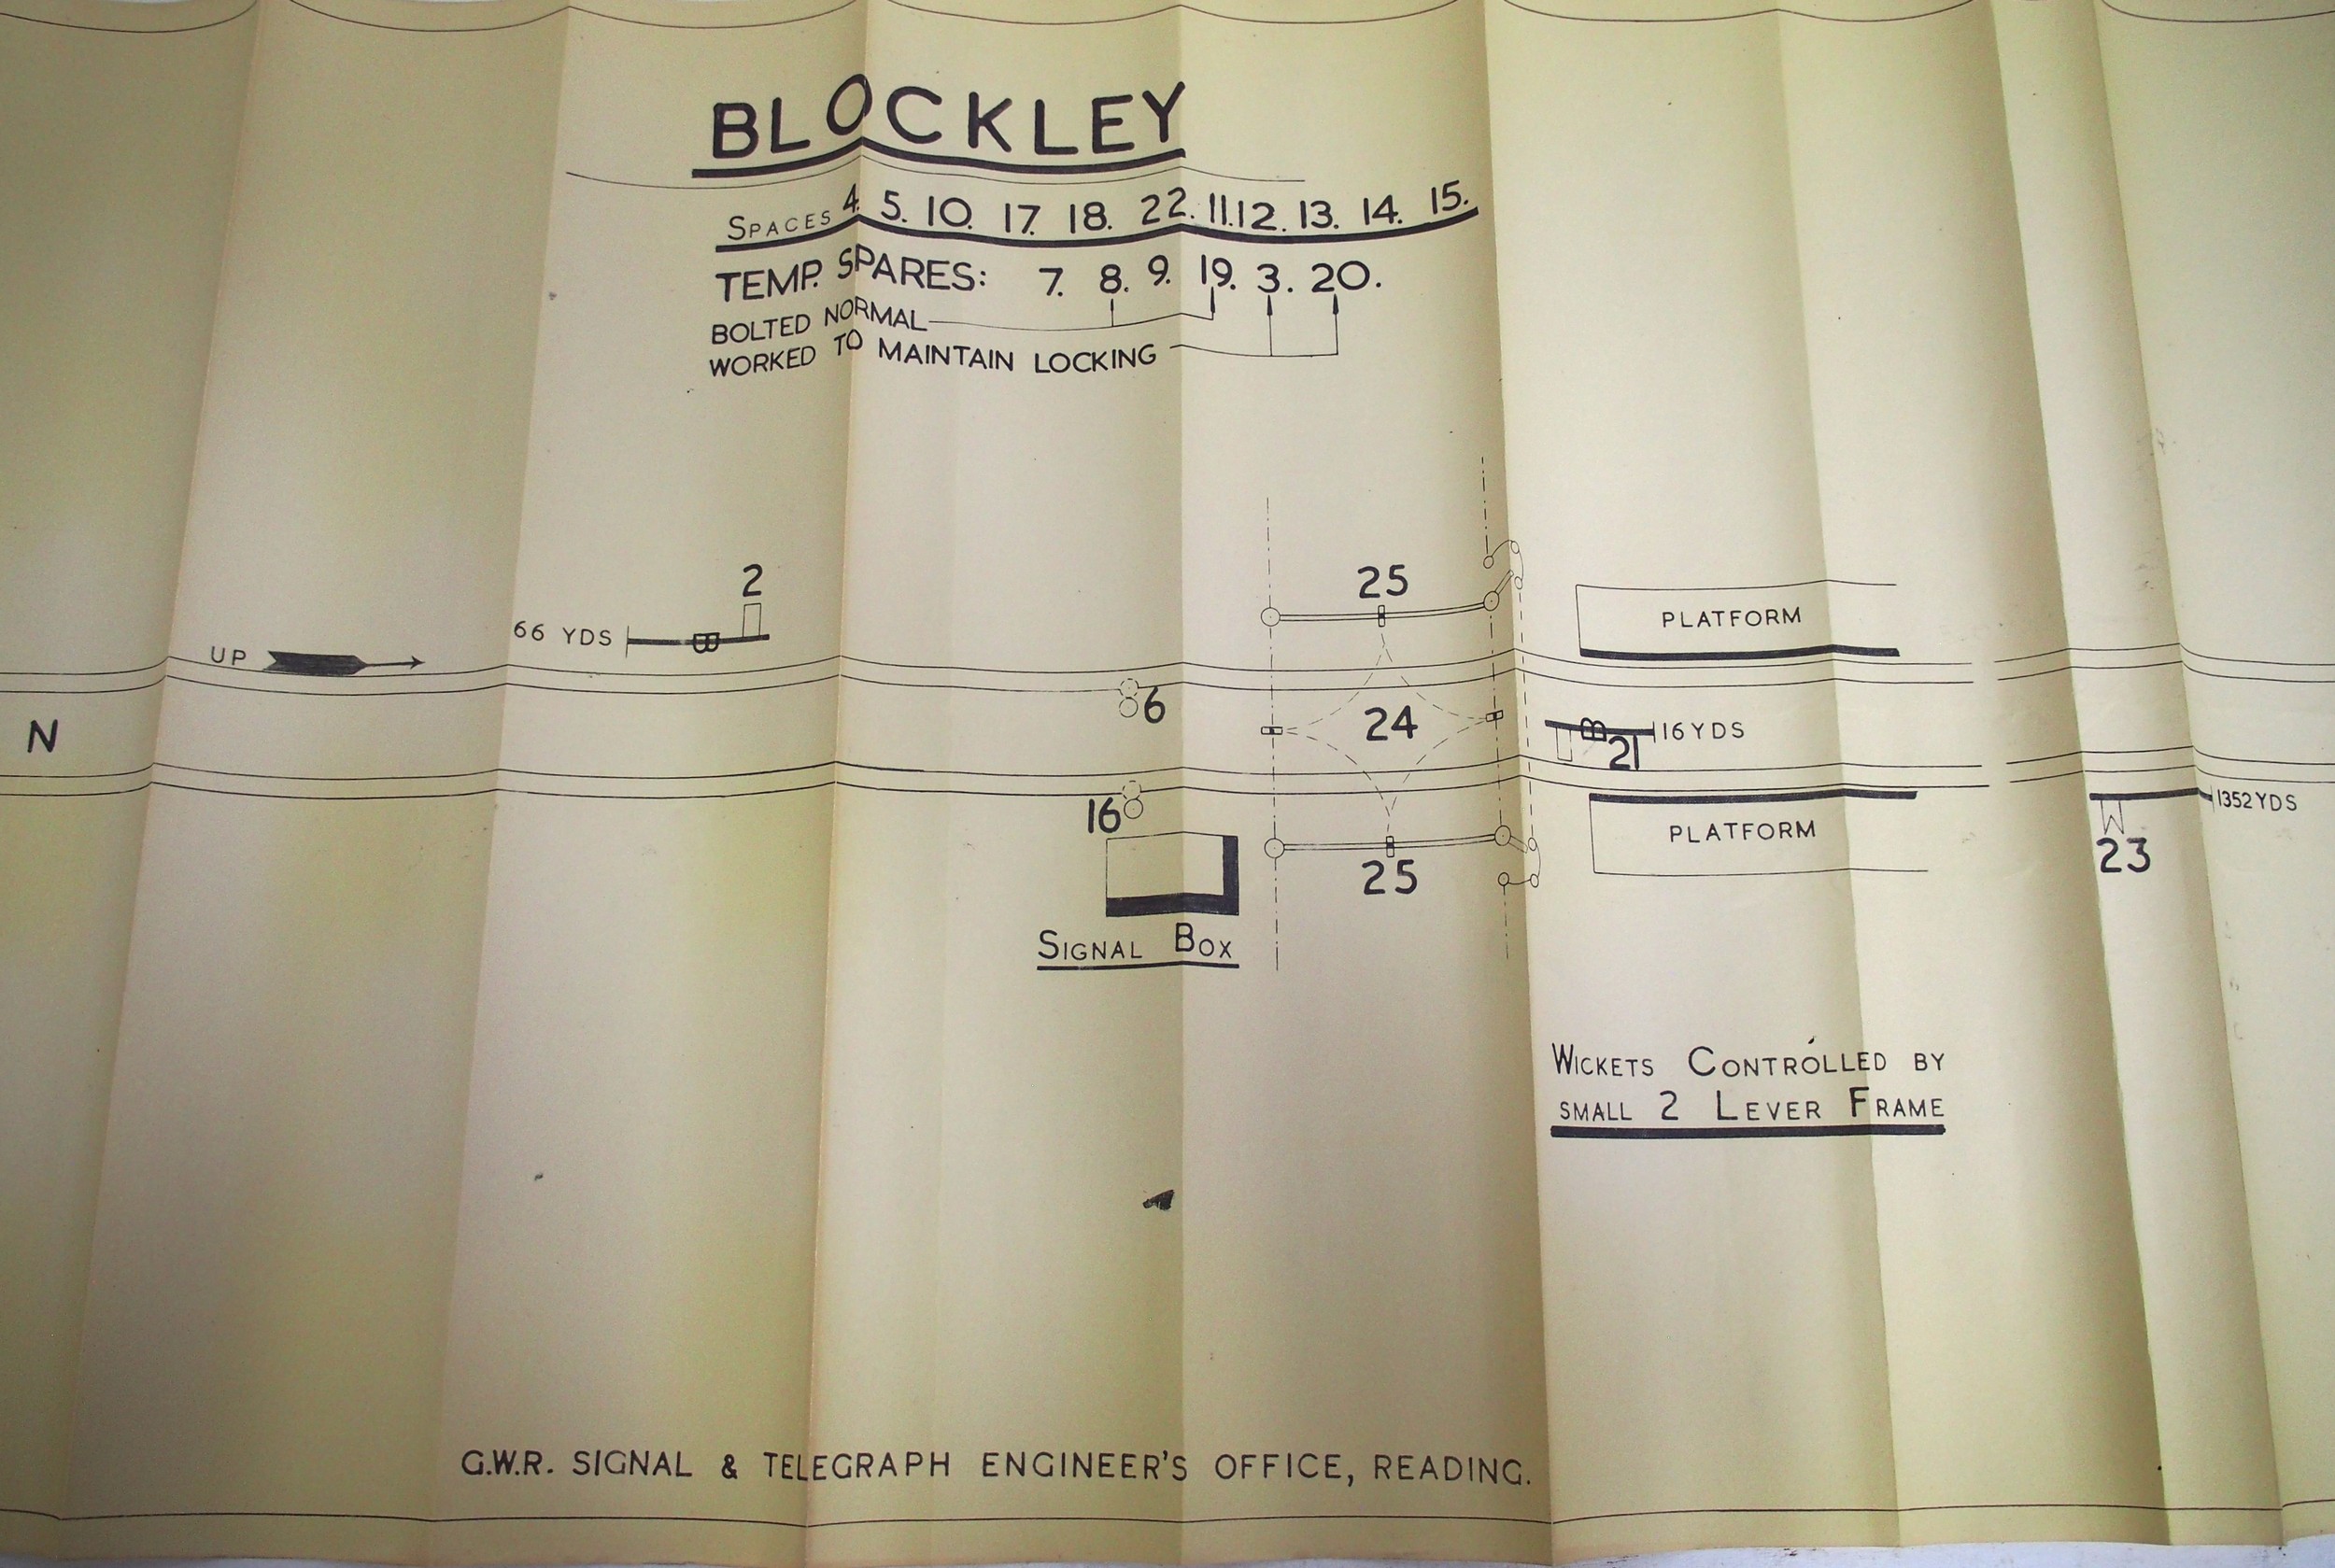 BLOCKLEY
SPACES 4. 5. 10. 17. 18. 22. 11. 12. 13. 14. 15.
TEMP. SPARES: 7. 8. 9. 19. 3. 20.
BOLTED NORMAL
WORKED TO MAINTAIN LOCKING
2
25
66 YDS
B
PLATFORM
UP
6
N
24
B
21
16 YDS
16
PLATFORM
1352 YDS
23
25
SIGNAL BOX
WICKETS CONTROLLED BY
SMALL 2 LEVER FRAME
G.W.R. SIGNAL & TELEGRAPH ENGINEER'S OFFICE, READING.